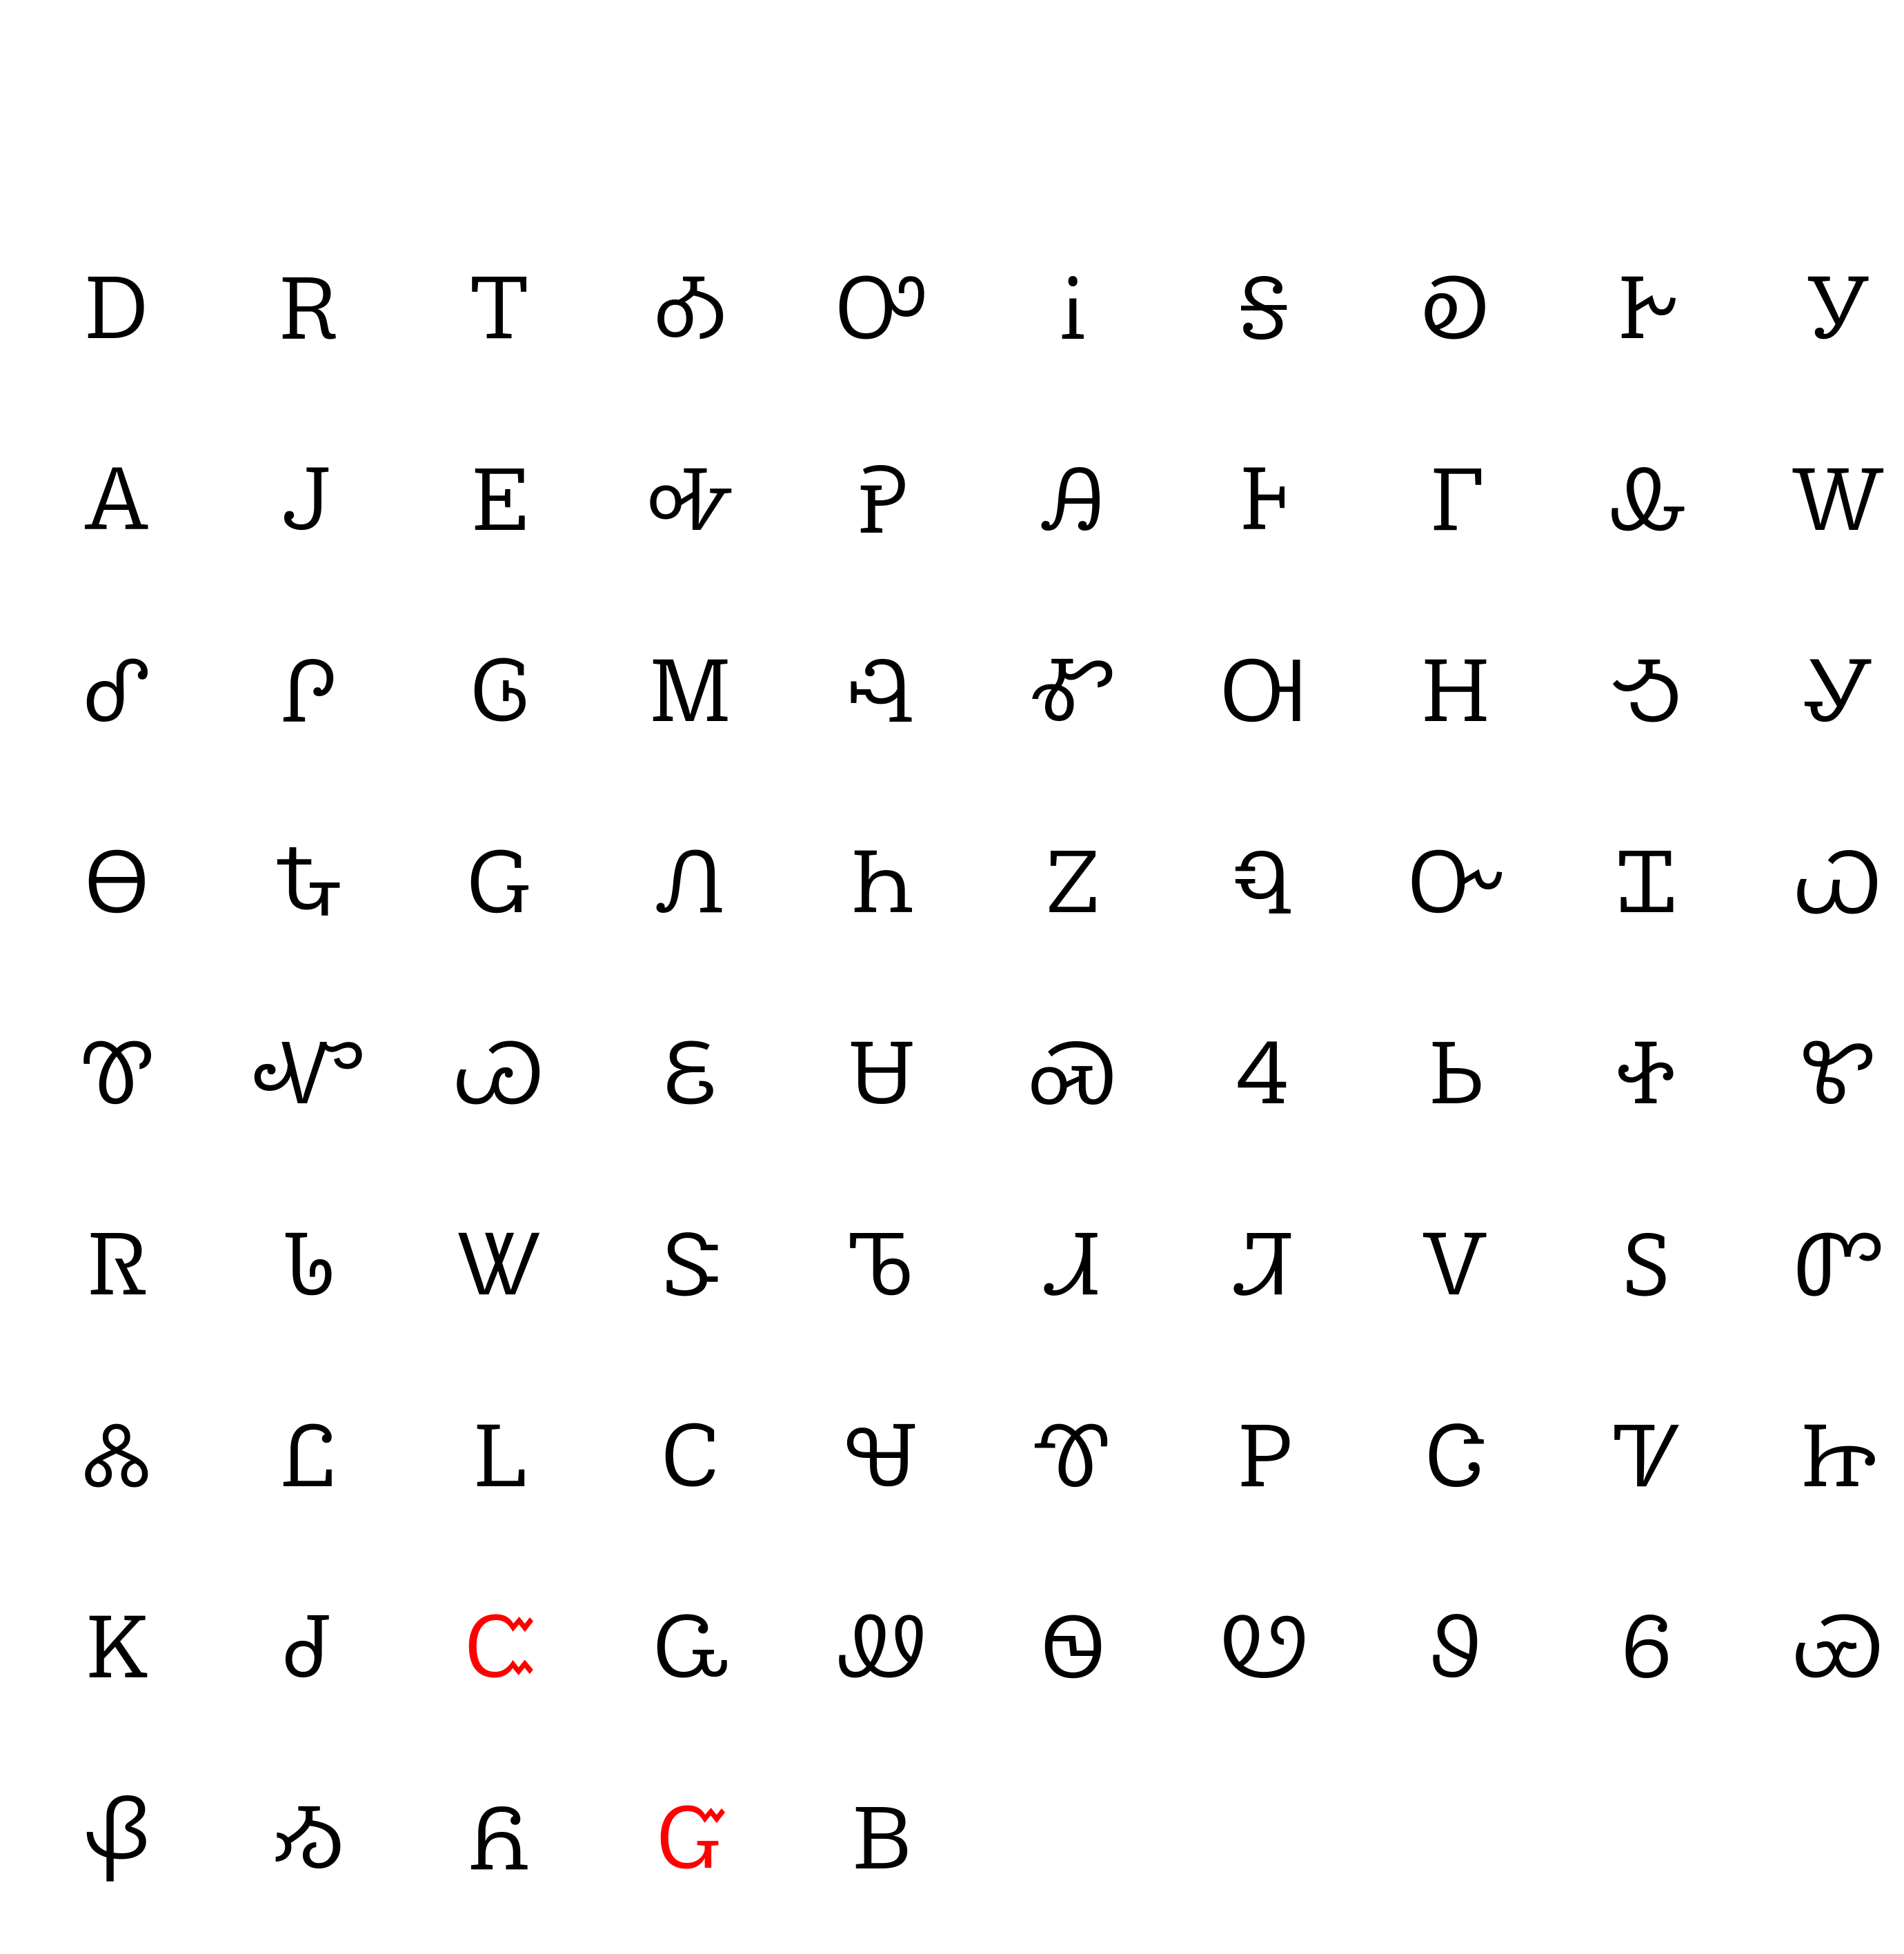 Ꭰ Ꭱ Ꭲ Ꭳ Ꭴ Ꭵ Ꭶ Ꭷ Ꭸ Ꭹ
Ꭺ Ꭻ Ꭼ Ꭽ Ꭾ Ꭿ Ꮀ Ꮁ Ꮂ Ꮃ
Ꮄ Ꮅ Ꮆ Ꮇ Ꮈ Ꮉ Ꮊ Ꮋ Ꮌ Ꮍ
Ꮎ Ꮏ Ꮐ Ꮑ Ꮒ Ꮓ Ꮔ Ꮕ Ꮖ Ꮗ
Ꮘ Ꮙ Ꮚ Ꮛ Ꮜ Ꮝ Ꮞ Ꮟ Ꮠ Ꮡ
Ꮢ Ꮣ Ꮤ Ꮥ Ꮦ Ꮧ Ꮨ Ꮩ Ꮪ Ꮫ
Ꮬ Ꮭ Ꮮ Ꮯ Ꮰ Ꮱ Ꮲ Ꮳ Ꮴ Ꮵ
Ꮶ Ꮷ Ꮸ Ꮹ Ꮺ Ꮻ Ꮼ Ꮽ Ꮾ Ꮿ
Ᏸ Ᏹ Ᏺ Ᏻ Ᏼ